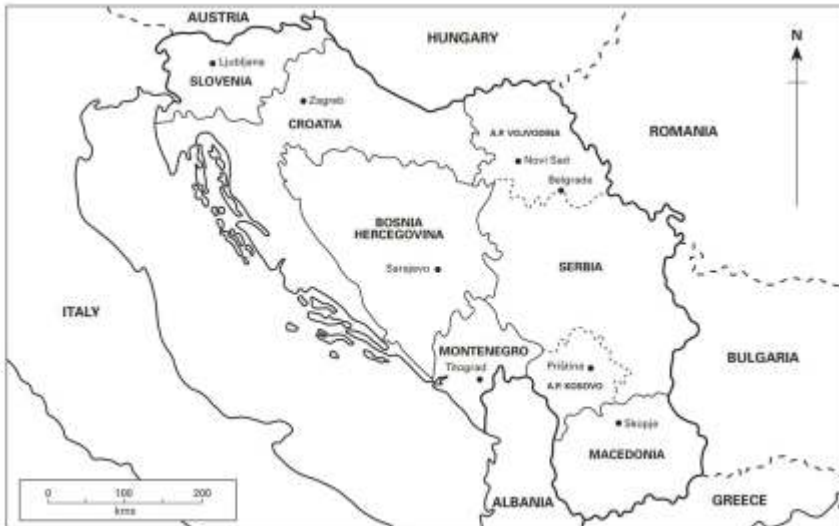 AUSTRIA
HUNGARY
N
Ljubljana
SLOVENIA
Zagreb
CROATIA
A.P. VOJVODINA
ROMANIA
Novi Sad
Belgrade
BOSNIA
HERCEGOVINA
Sarajevo
SERBIA
ITALY
MONTENEGRO
Titograd
Priština
A.P. KOSOVO
BULGARIA
Skopje
MACEDONIA
0 100 200
kms
ALBANIA
GREECE